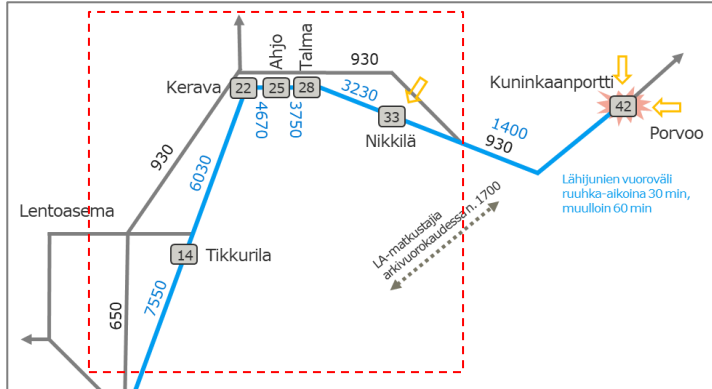 Ahjo
Talma
930
Kuninkaanportti
Kerava
22
25
28
3230
42
4670
3750
33
Porvoo
Nikkilä
1400
930
930
6030
Lähijunien vuoroväli
ruuhka-aikoina 30 min,
muulloin 60 min
Lentoasema
LA-matkustajia
arkivuorokaudessa n. 1700
14
Tikkurila
650
7550